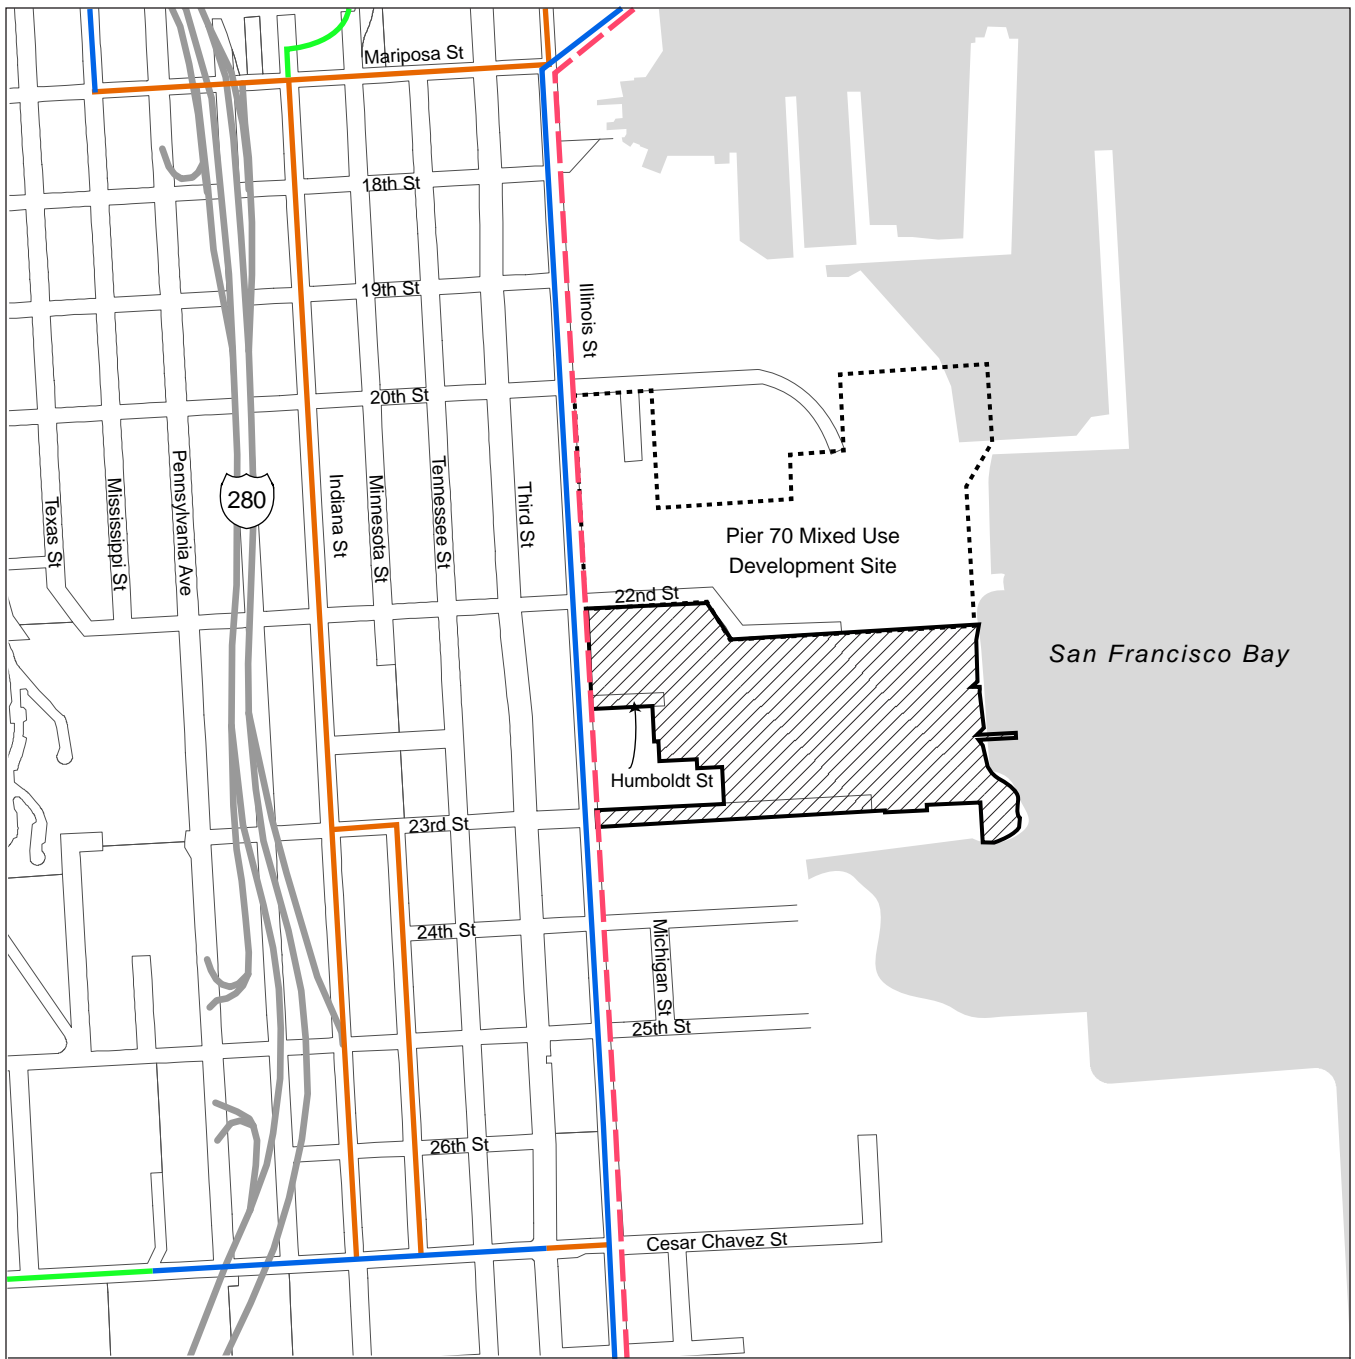 Mariposa St
18th St
19th St
Illinois St
20th St
Texas St
Mississippi St
Pennsylvania Ave
280
Indiana St
Minnesota St
Tennessee St
Third St
Pier 70 Mixed Use
Development Site
22nd St
San Francisco Bay
Humboldt St
23rd St
24th St
Michigan St
25th St
26th St
Cesar Chavez St